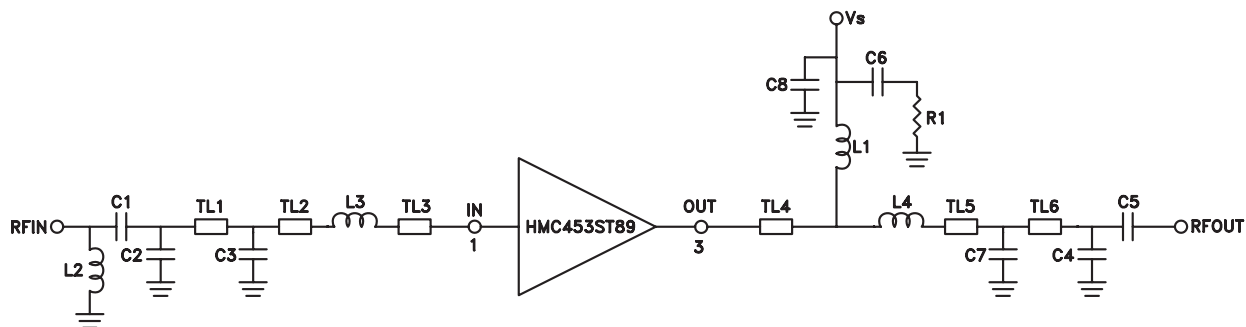 Vs
C6
C8
R1
L1
RFIN
C1
TL1
TL2
L3
TL3
IN
1
HMC453ST89
OUT
3
TL4
L4
TL5
TL6
C5
RFOUT
L2
C2
C3
C7
C4